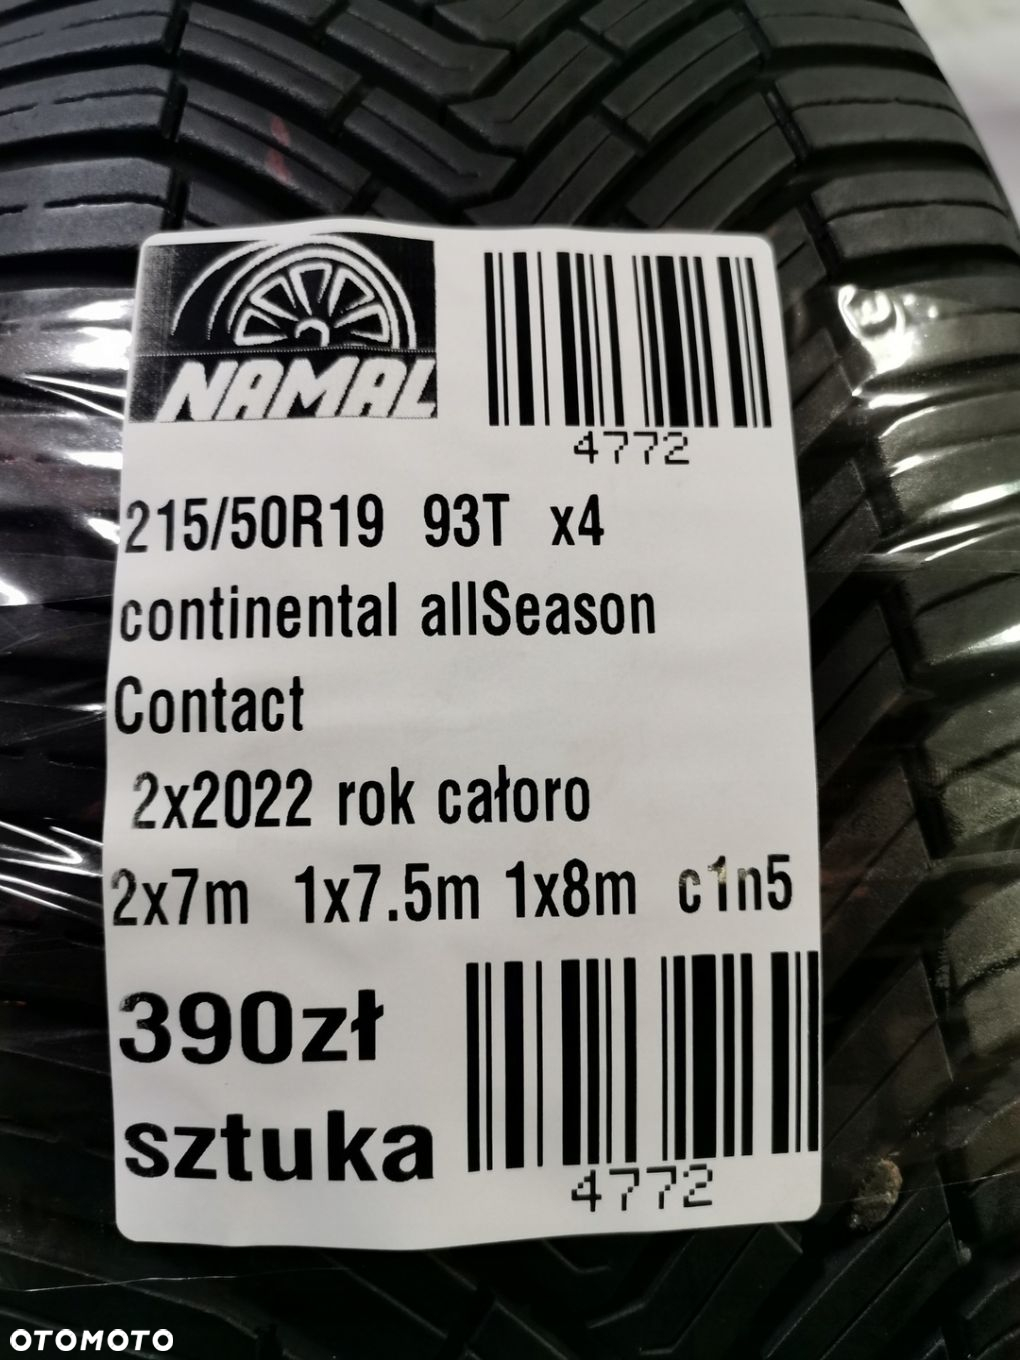 NAMAL
4772
215/50R19 93T x4
continental allSeason
Contact
2x2022 rok całoro
2x7m 1x7.5m 1x8m c1n5
390zł
sztuka
4772
OTOMOTO